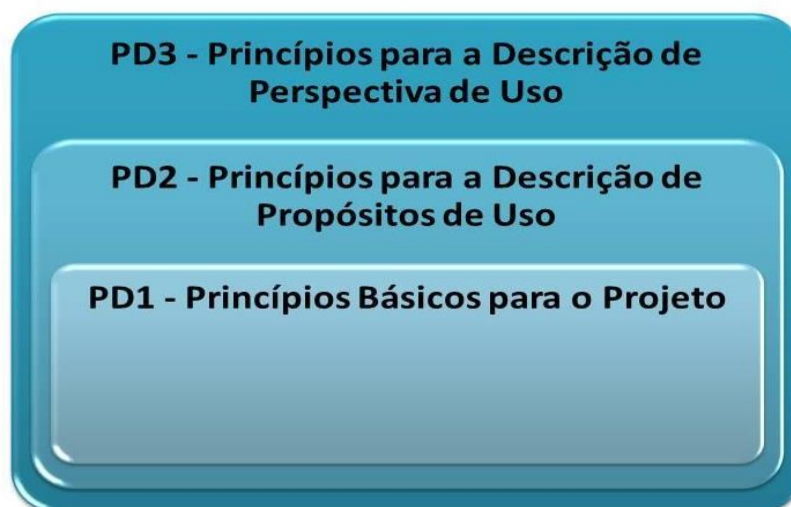 PD3 - Princípios para a Descrição de
Perspectiva de Uso
PD2 - Princípios para a Descrição de
Propósitos de Uso
PD1 - Princípios Básicos para o Projeto